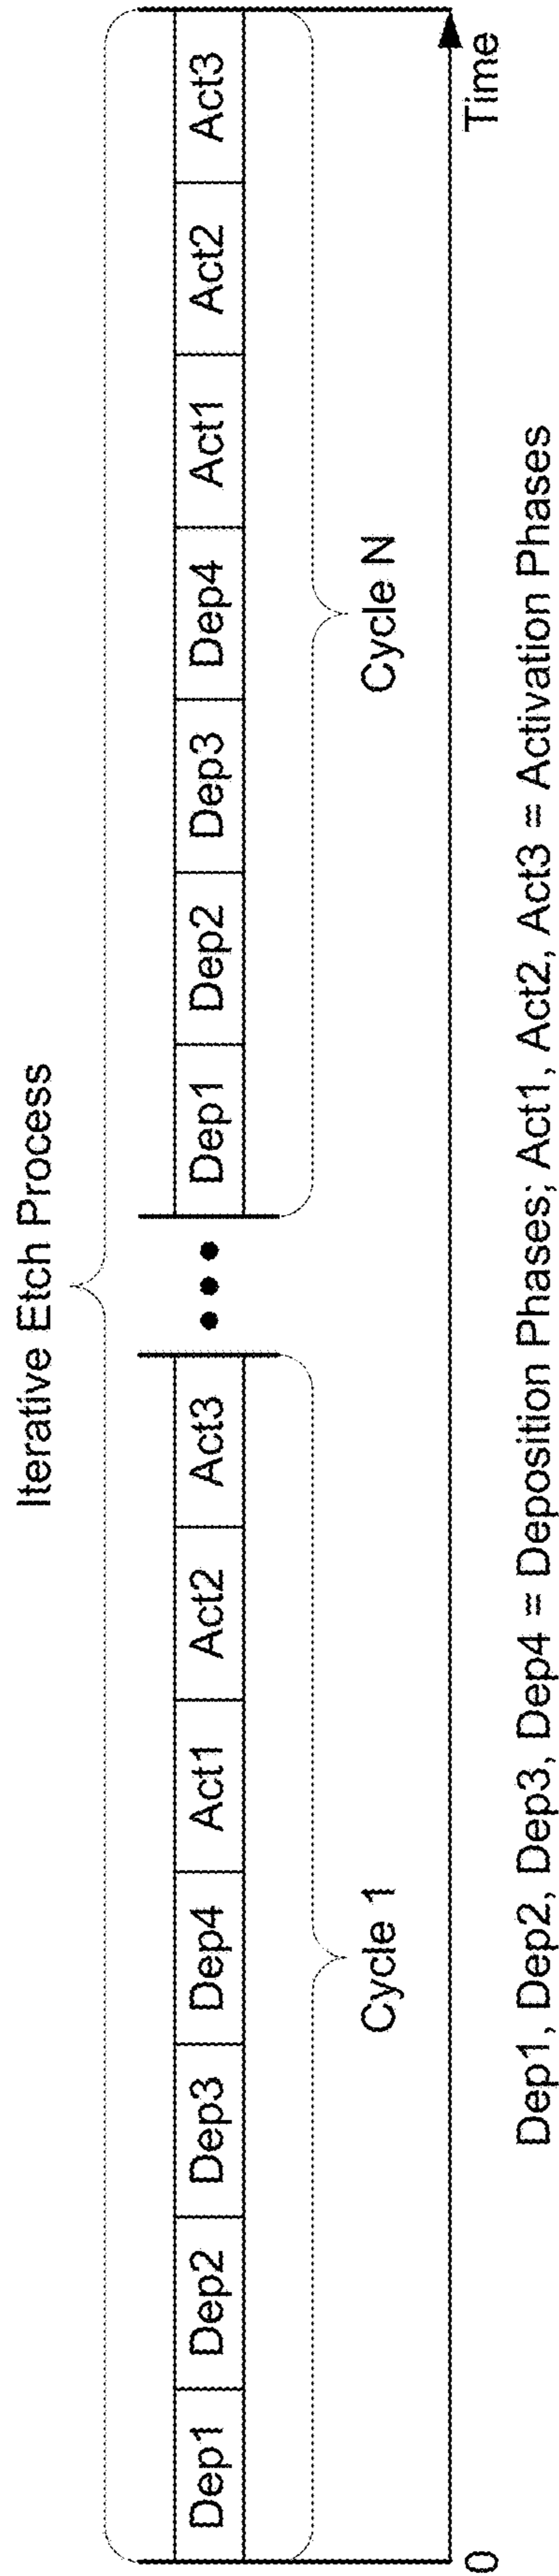 Iterative Etch Process
Dep1 Dep2 Dep3 Dep4 Act1 Act2 Act3 ••• Dep1 Dep2 Dep3 Dep4 Act1 Act2 Act3
Cycle 1 Cycle N
0 Time
Dep1, Dep2, Dep3, Dep4 = Deposition Phases; Act1, Act2, Act3 = Activation Phases